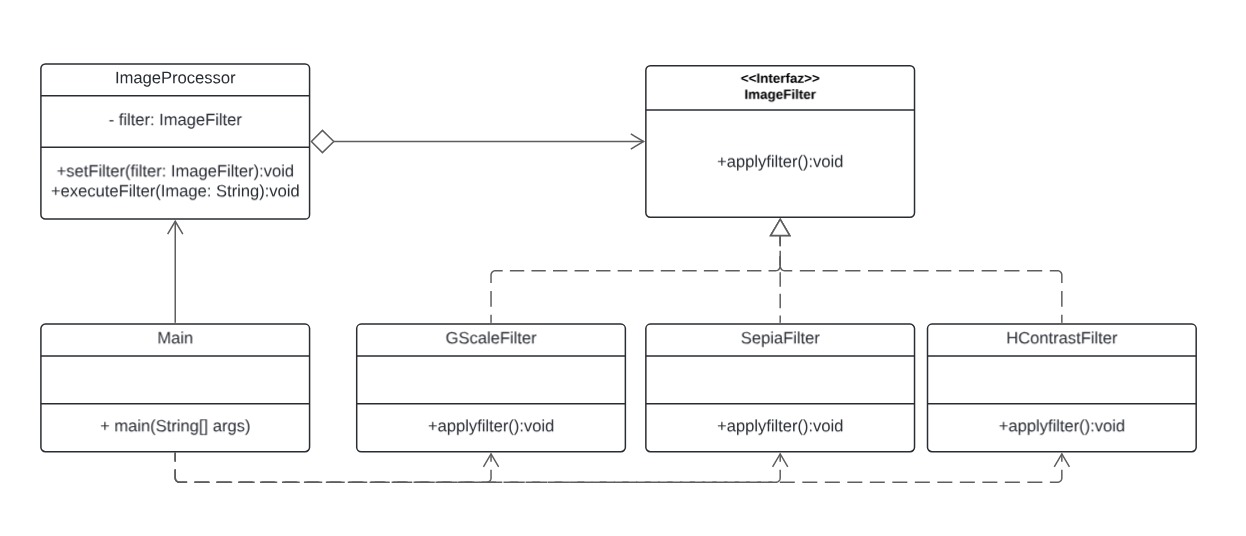 ImageProcessor
- filter: ImageFilter
+setFilter(filter: ImageFilter):void
+executeFilter(Image: String):void
<<Interfaz>>
ImageFilter
+applyfilter():void
Main
+ main(String[] args)
GScaleFilter
+applyfilter():void
SepiaFilter
+applyfilter():void
HContrastFilter
+applyfilter():void